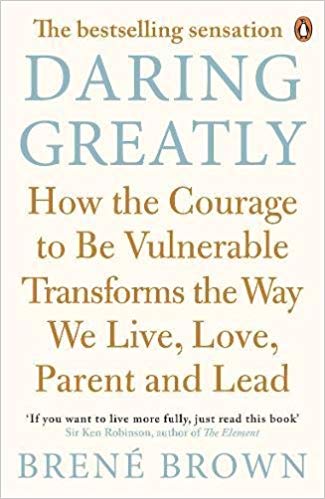 The bestselling sensation
DARING
GREATLY
How the Courage
to Be Vulnerable
Transforms the Way
We Live, Love,
Parent and Lead
'If you want to live more fully, just read this book'
Sir Ken Robinson, author of The Element
BRENÉ BROWN